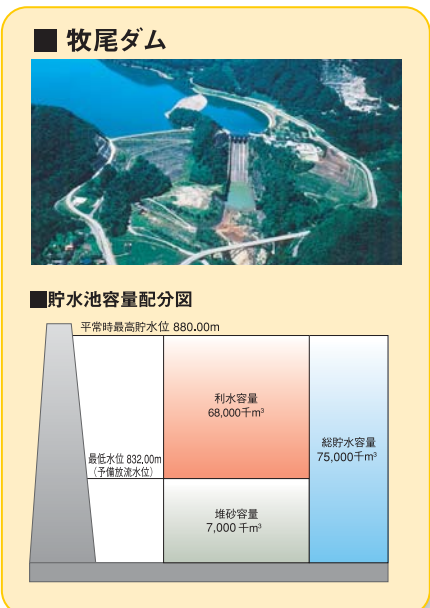 ■ 牧尾ダム
■貯水池容量配分図
平常時最高貯水位 880.00m
利水容量
68,000千m³
総貯水容量
75,000千m³
最低水位 832.00m
(予備放流水位)
堆砂容量
7,000 千m³